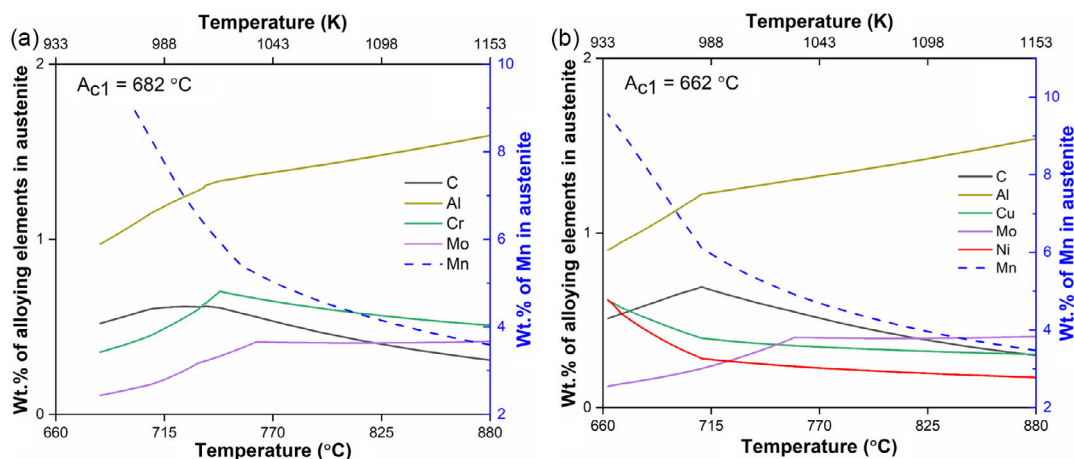 (a)
Temperature (K)
933 988 1043 1098 1153
A_C1 = 682 °C
Wt.% of alloying elements in austenite
2
1
0
C
Al
Cr
Mo
Mn
10
8
6
4
2
Wt.% of Mn in austenite
660 715 770 825 880
Temperature (°C)
(b)
Temperature (K)
933 988 1043 1098 1153
A_C1 = 662 °C
Wt.% of alloying elements in austenite
2
1
0
C
Al
Cu
Mo
Ni
Mn
10
8
6
4
2
Wt.% of Mn in austenite
660 715 770 825 880
Temperature (°C)